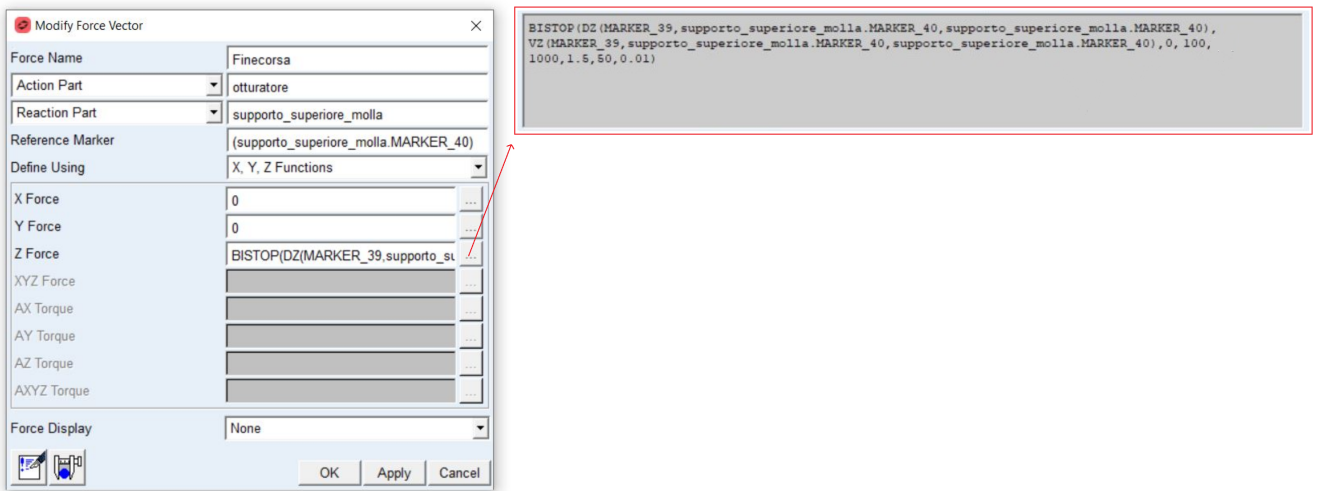 Modify Force Vector
Force Name Finecorsa
Action Part otturatore
Reaction Part supporto_superiore_molla
Reference Marker (supporto_superiore_molla.MARKER_40)
Define Using X, Y, Z Functions
X Force 0 ...
Y Force 0 ...
Z Force BISTOP(DZ(MARKER_39,supporto_su ...
XYZ Force ...
AX Torque ...
AY Torque ...
AZ Torque ...
AXYZ Torque ...
Force Display None
OK Apply Cancel
BISTOP(DZ(MARKER_39,supporto_superiore_molla.MARKER_40,supporto_superiore_molla.MARKER_40),
VZ(MARKER_39,supporto_superiore_molla.MARKER_40,supporto_superiore_molla.MARKER_40),0, 100,
1000,1.5,50,0.01)